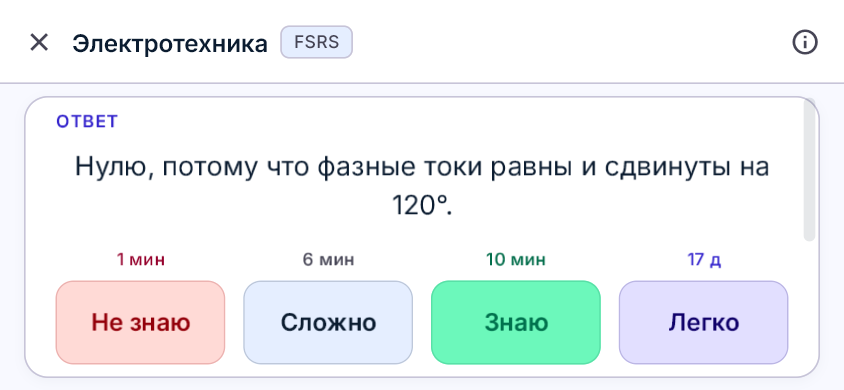 Электротехника FSRS
ОТВЕТ
Нулю, потому что фазные токи равны и сдвинуты на
120°.
1 мин 6 мин 10 мин 17 д
Не знаю Сложно Знаю Легко